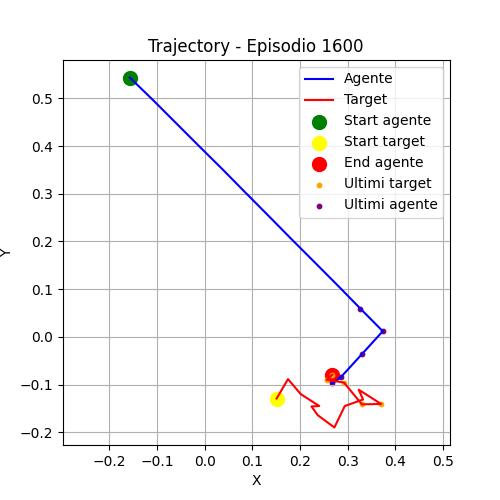 Trajectory - Episodio 1600
Agente
Target
Start agente
Start target
End agente
Ultimi target
Ultimi agente
Y
0.5
0.4
0.3
0.2
0.1
0.0
−0.1
−0.2
−0.2
−0.1
0.0
0.1
0.2
0.3
0.4
0.5
X